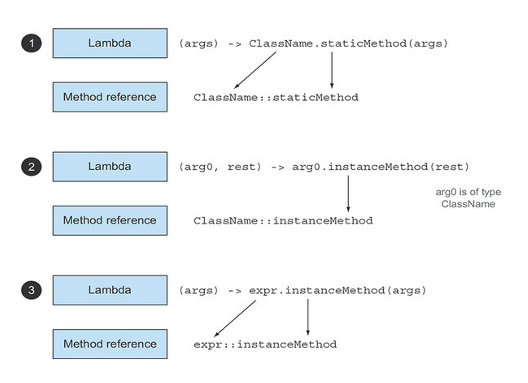 1 Lambda (args) -> ClassName.staticMethod(args)
Method reference ClassName::staticMethod
2 Lambda (arg0, rest) -> arg0.instanceMethod(rest)
arg0 is of type
ClassName
Method reference ClassName::instanceMethod
3 Lambda (args) -> expr.instanceMethod(args)
Method reference expr::instanceMethod